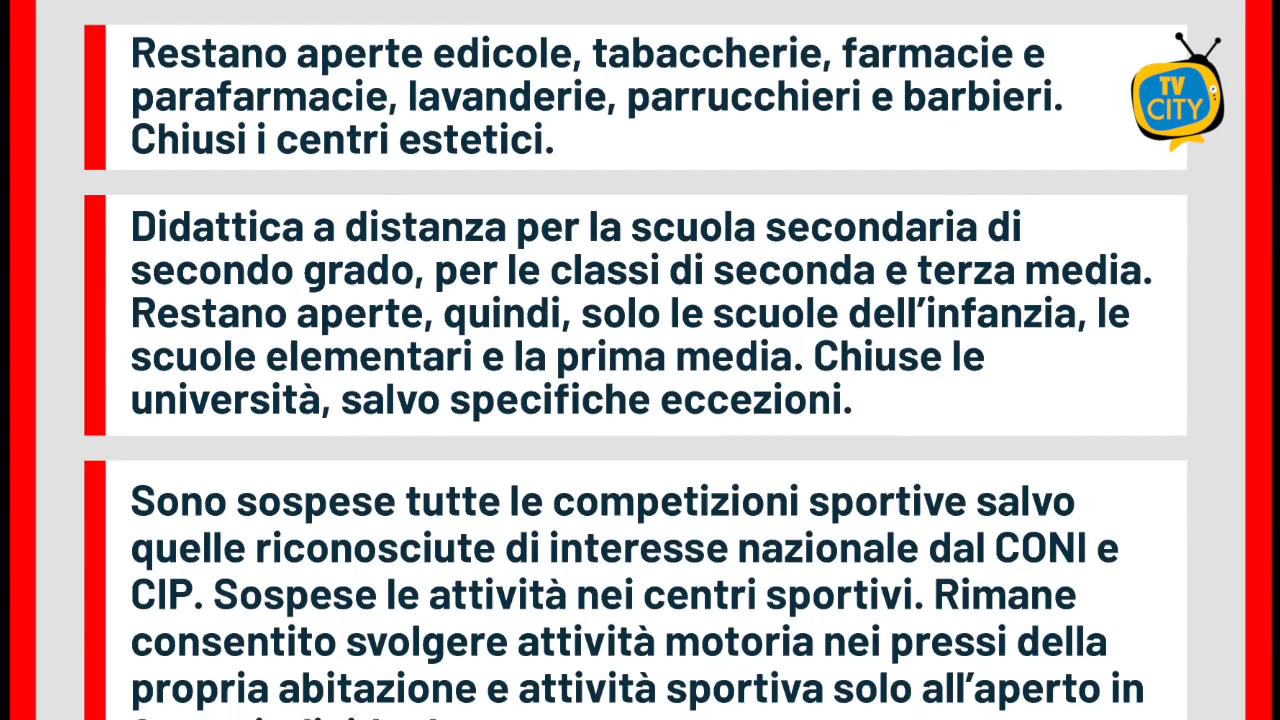 Restano aperte edicole, tabaccherie, farmacie e
parafarmacie, lavanderie, parrucchieri e barbieri.
Chiusi i centri estetici.
TV
CITY
Didattica a distanza per la scuola secondaria di
secondo grado, per le classi di seconda e terza media.
Restano aperte, quindi, solo le scuole dell'infanzia, le
scuole elementari e la prima media. Chiuse le
università, salvo specifiche eccezioni.
Sono sospese tutte le competizioni sportive salvo
quelle riconosciute di interesse nazionale dal CONI e
CIP. Sospese le attività nei centri sportivi. Rimane
consentito svolgere attività motoria nei pressi della
propria abitazione e attività sportiva solo all'aperto in